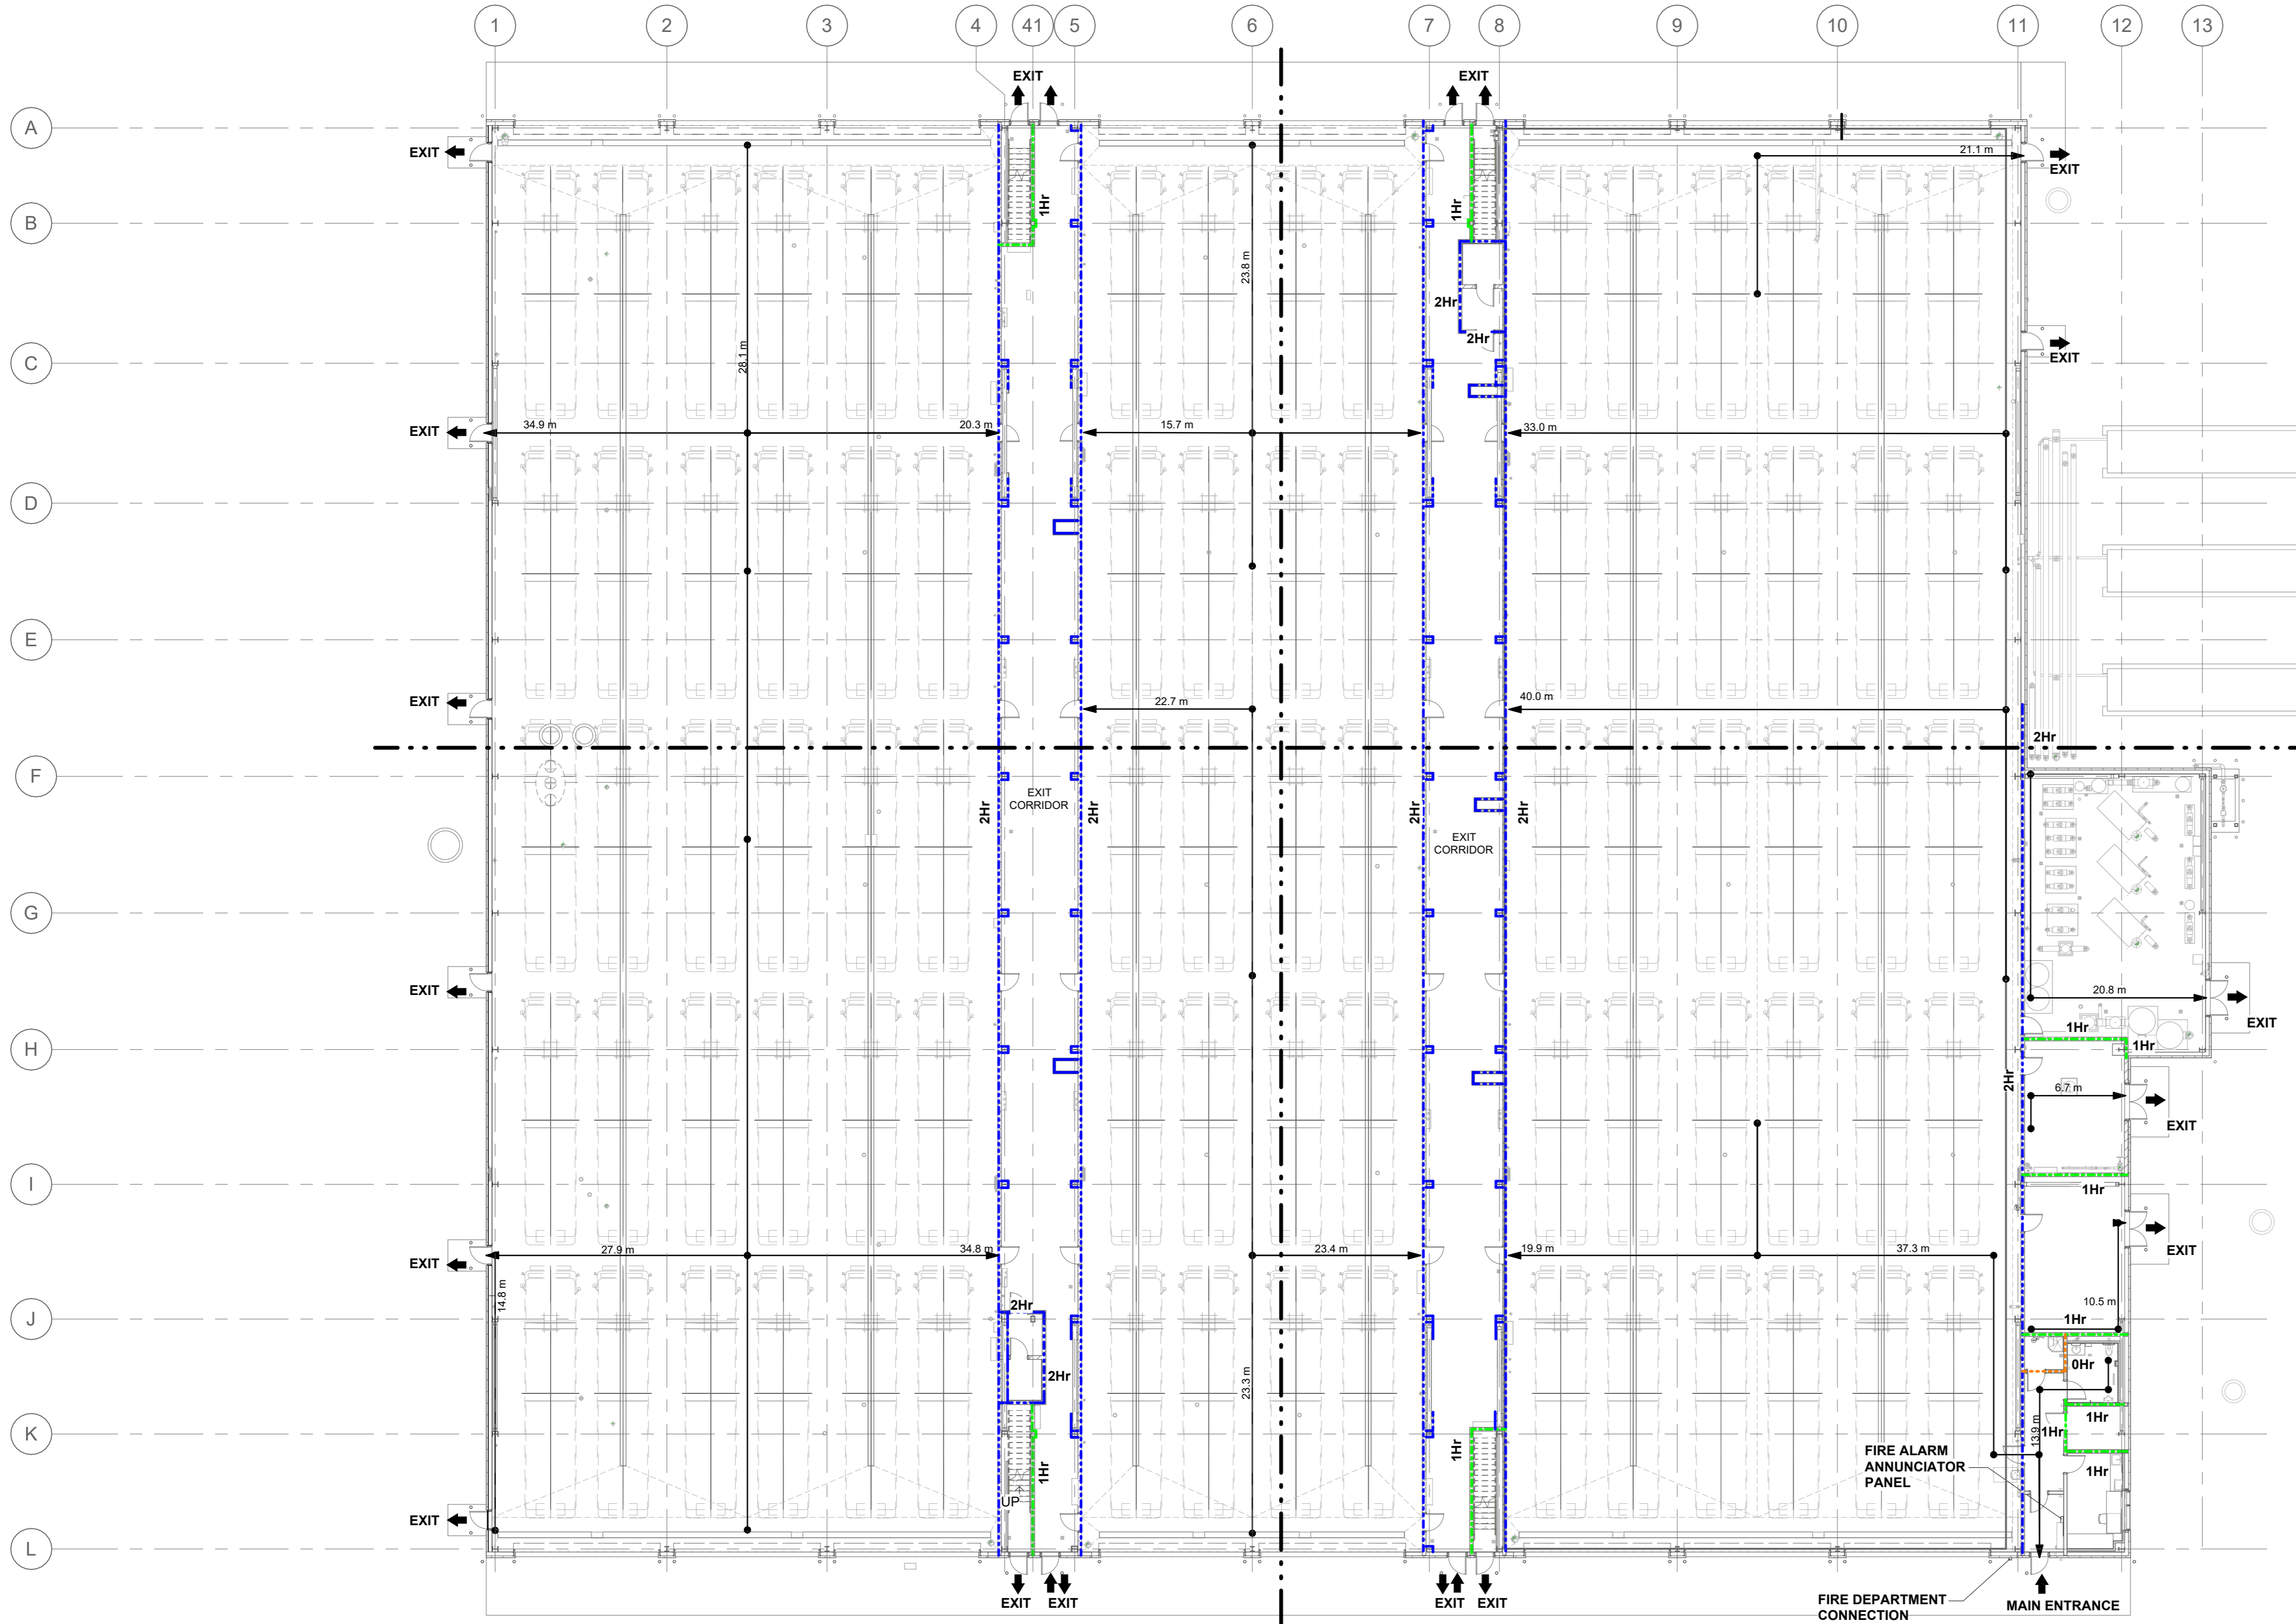 1 2 3 4 41 5 6 7 8 9 10 11 12 13
EXIT EXIT
A
EXIT 21.1 m EXIT
1Hr 1Hr
B
23.8 m
2Hr
2Hr EXIT
28.1 m
C
EXIT 34.9 m 20.3 m 15.7 m 33.0 m
D
E
EXIT 22.7 m 40.0 m
2Hr
F
EXIT
CORRIDOR
2Hr 2Hr 2Hr 2Hr
EXIT
CORRIDOR
G
EXIT 20.8 m
EXIT
1Hr
H
1Hr
2Hr
6.7 m
EXIT
I
1Hr
EXIT 27.9 m 34.8 m 23.4 m 19.9 m 37.3 m EXIT
14.8 m
2Hr 10.5 m
J
1Hr
0Hr
2Hr
23.3 m
1Hr
K
13.9 m
1Hr
1Hr 1Hr
FIRE ALARM
ANNUNCIATOR
PANEL
1Hr
UP
EXIT
L
EXIT EXIT EXIT EXIT
FIRE DEPARTMENT
CONNECTION
MAIN ENTRANCE